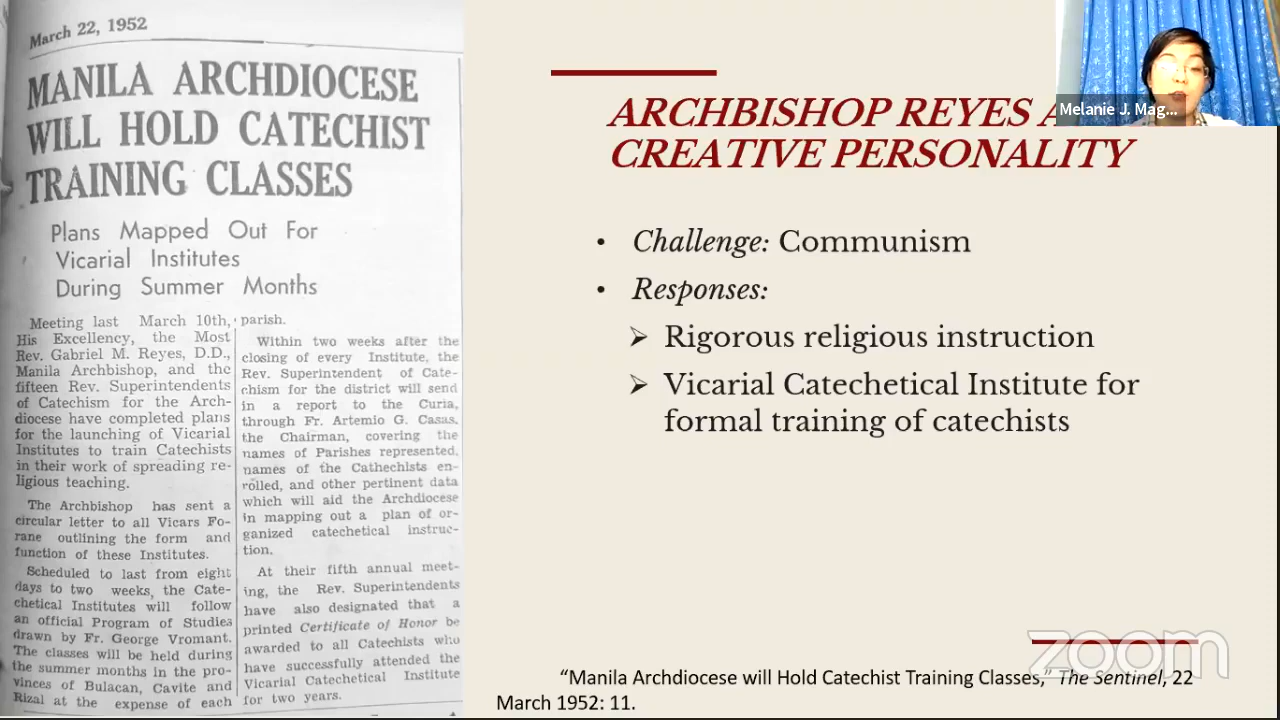 March 22, 1952
MANILA ARCHDIOCESE
WILL HOLD CATECHIST
TRAINING CLASSES
Plans Mapped Out For
Vicarial Institutes
During Summer Months
Meeting last March 10th,
His Excellency, the Most
Rev. Gabriel M. Reyes, D.D.,
Manila Archbishop, and the
fifteen Rev. Superintendents
of Catechism for the Arch-
diocese have completed plans
for the launching of Vicarial
Institutes to train Catechists
in their work of spreading re-
ligious teaching.
The Archbishop has sent a
circular letter to all Vicars Fo-
rane outlining the form and
function of these Institutes.
Scheduled to last from eight
days to two weeks, the Cate-
chetical Institutes will follow
an official Program of Studies
drawn by Fr. George Vromant.
The classes will be held during
the summer months in the pro-
vinces of Bulacan, Cavite and
Rizal at the expense of each
parish.
Within two weeks after the
closing of every Institute, the
Rev. Superintendent of Cate-
chism for the district will send
in a report to the Curia,
through Fr. Artemio G. Casas,
the Chairman, covering the
names of Parishes represented,
names of the Cathechists en-
rolled, and other pertinent data
which will aid the Archdiocese
in mapping out a plan of or-
ganized catechetical instruc-
tion.
At their fifth annual meet-
ing, the Rev. Superintendents
have also designated that a
printed Certificate of Honor be
awarded to all Catechists who
have successfully attended the
Vicarial Catechetical Institute
for two years.
ARCHBISHOP REYES A
CREATIVE PERSONALITY
Melanie J. Mag...
• Challenge: Communism
• Responses:
➢ Rigorous religious instruction
➢ Vicarial Catechetical Institute for
formal training of catechists
zoom
“Manila Archdiocese will Hold Catechist Training Classes,” The Sentinel, 22
March 1952: 11.